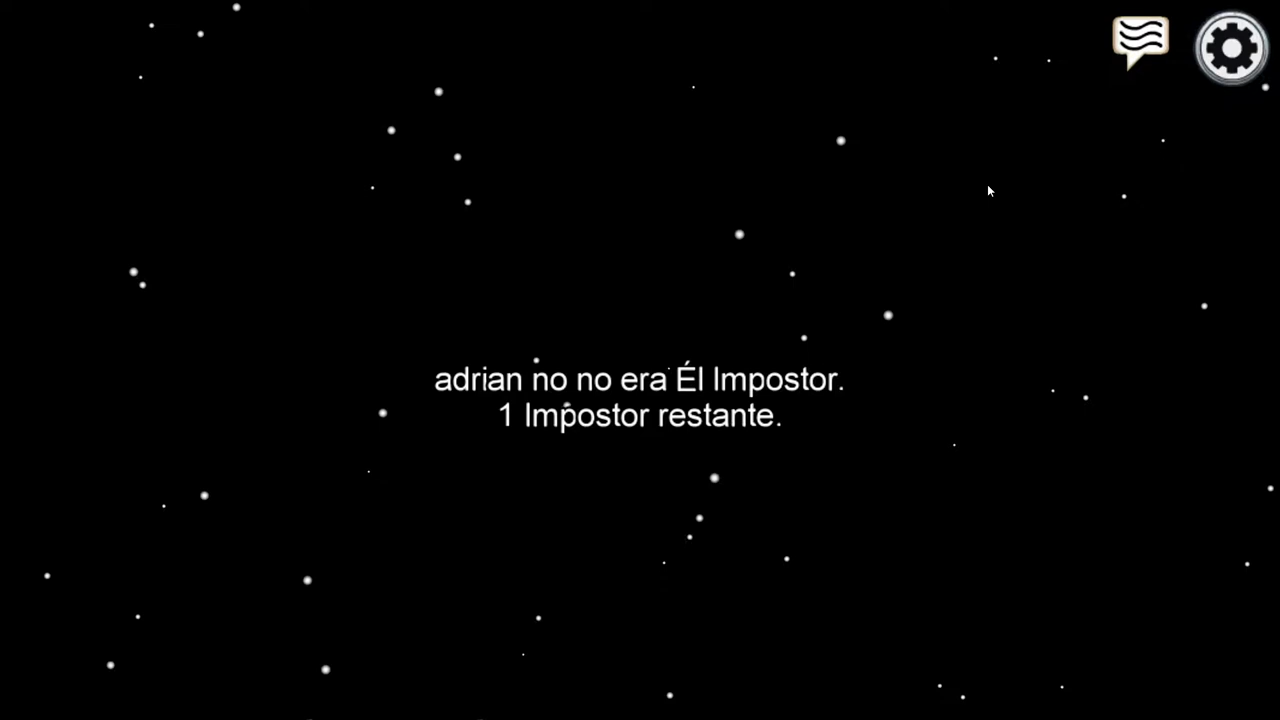 adrian no no era Él Impostor.
1 Impostor restante.